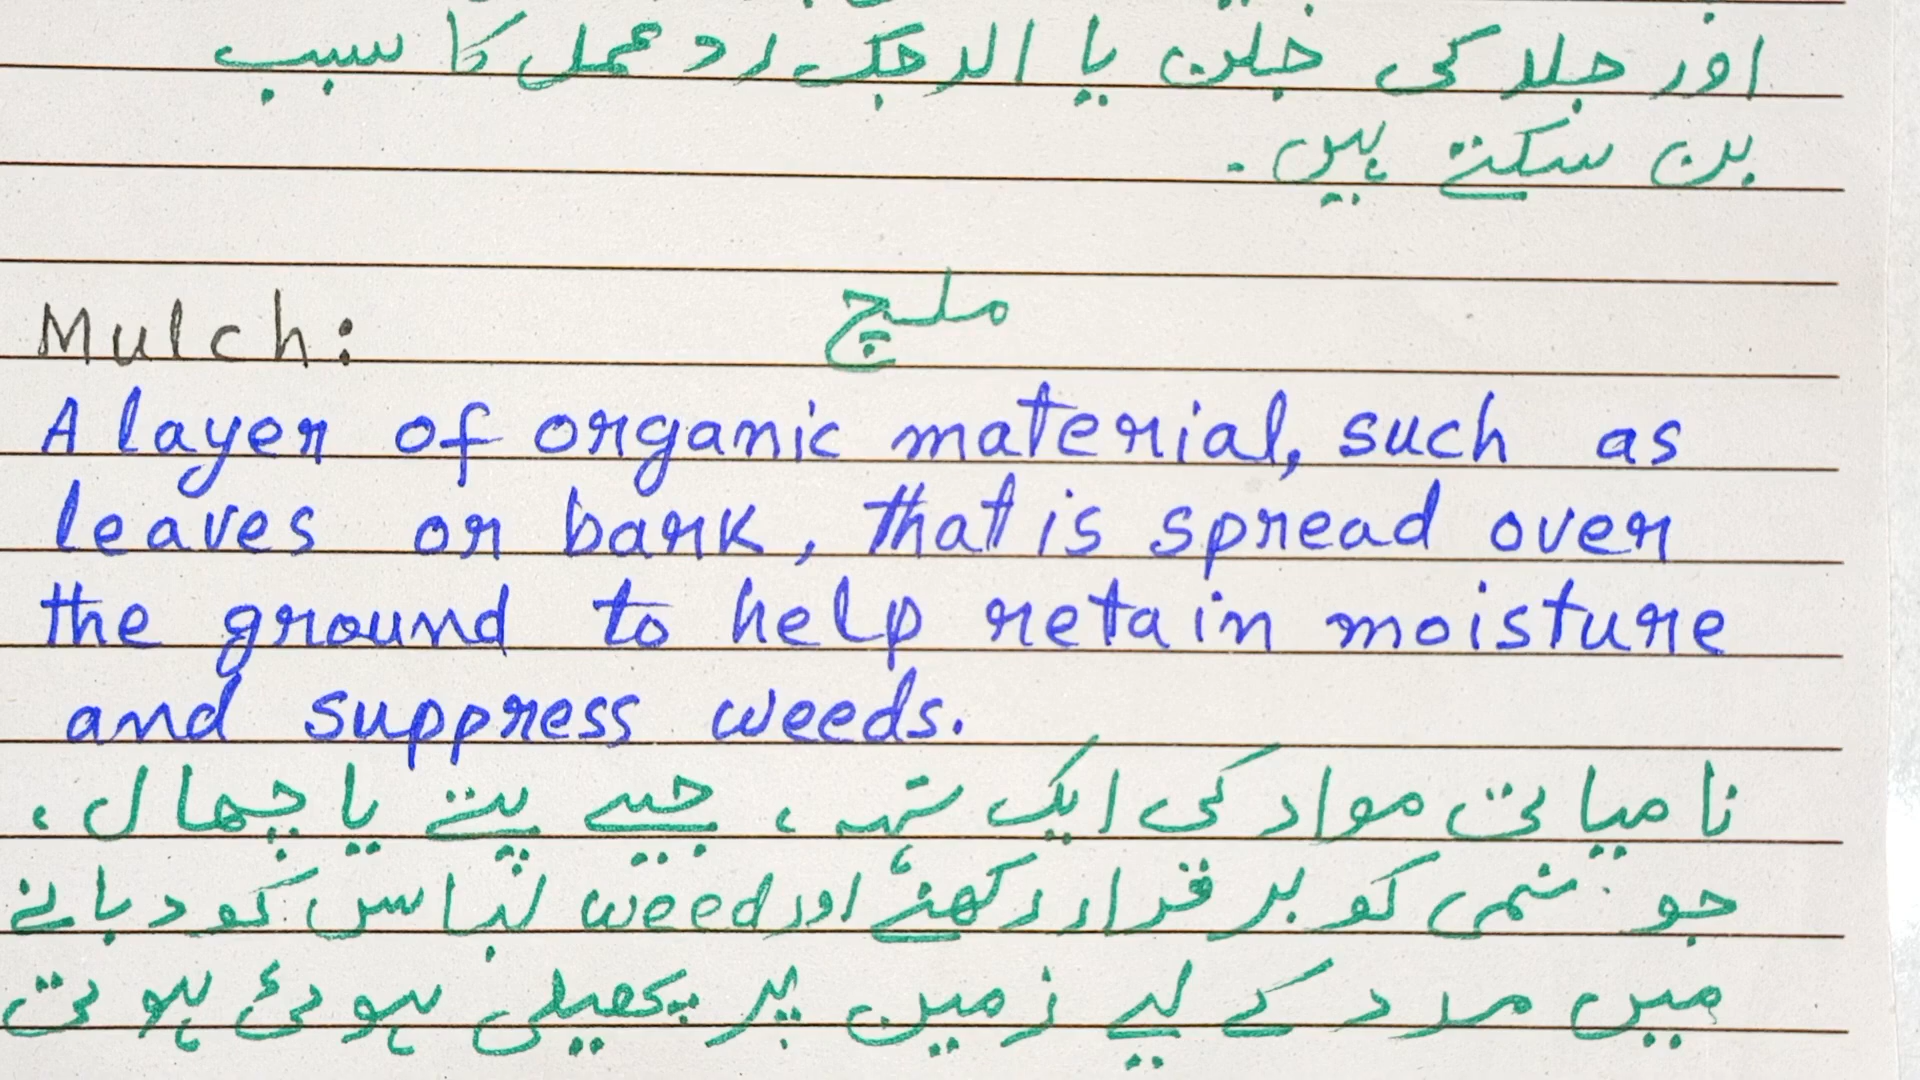 اور جلد کی جلن یا الرجک رد عمل کا سبب
بن سکتے ہیں۔
Mulch: ملچ
A layer of organic material, such as
leaves or bark, that is spread over
the ground to help retain moisture
and suppress weeds.
نامیاتی مواد کی ایک تہہ، جیسے پتے یا چھال،
جو نمی کو برقرار رکھنے اور weed لباس کو دبانے
میں مدد کے لیے زمین پر پھیلی ہوئی ہوتی